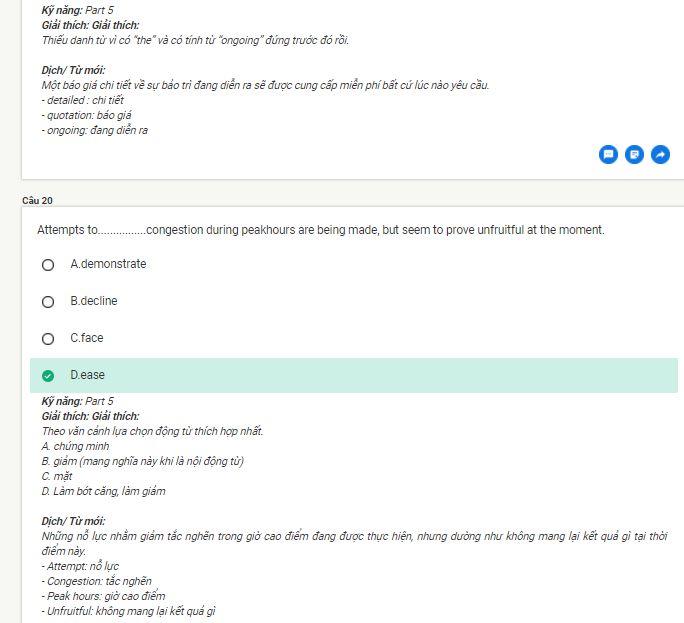 Kỹ năng: Part 5
Giải thích: Giải thích:
Thiếu danh từ vì có "the" và có tính từ "ongoing" đứng trước đó rồi.
Dịch/ Từ mới:
Một báo giá chi tiết về sự bảo trì đang diễn ra sẽ được cung cấp miễn phí bất cứ lúc nào yêu cầu.
- detailed : chi tiết
- quotation: báo giá
- ongoing: đang diễn ra
Câu 20
Attempts to................congestion during peakhours are being made, but seem to prove unfruitful at the moment.
A.demonstrate
B.decline
C.face
D.ease
Kỹ năng: Part 5
Giải thích: Giải thích:
Theo văn cảnh lựa chọn động từ thích hợp nhất.
A. chứng minh
B. giảm (mang nghĩa này khi là nội động từ)
C. mặt
D. Làm bớt căng, làm giảm
Dịch/ Từ mới:
Những nỗ lực nhằm giảm tắc nghẽn trong giờ cao điểm đang được thực hiện, nhưng dường như không mang lại kết quả gì tại thời
điểm này.
- Attempt: nỗ lực
- Congestion: tắc nghẽn
- Peak hours: giờ cao điểm
- Unfruitful: không mang lại kết quả gì